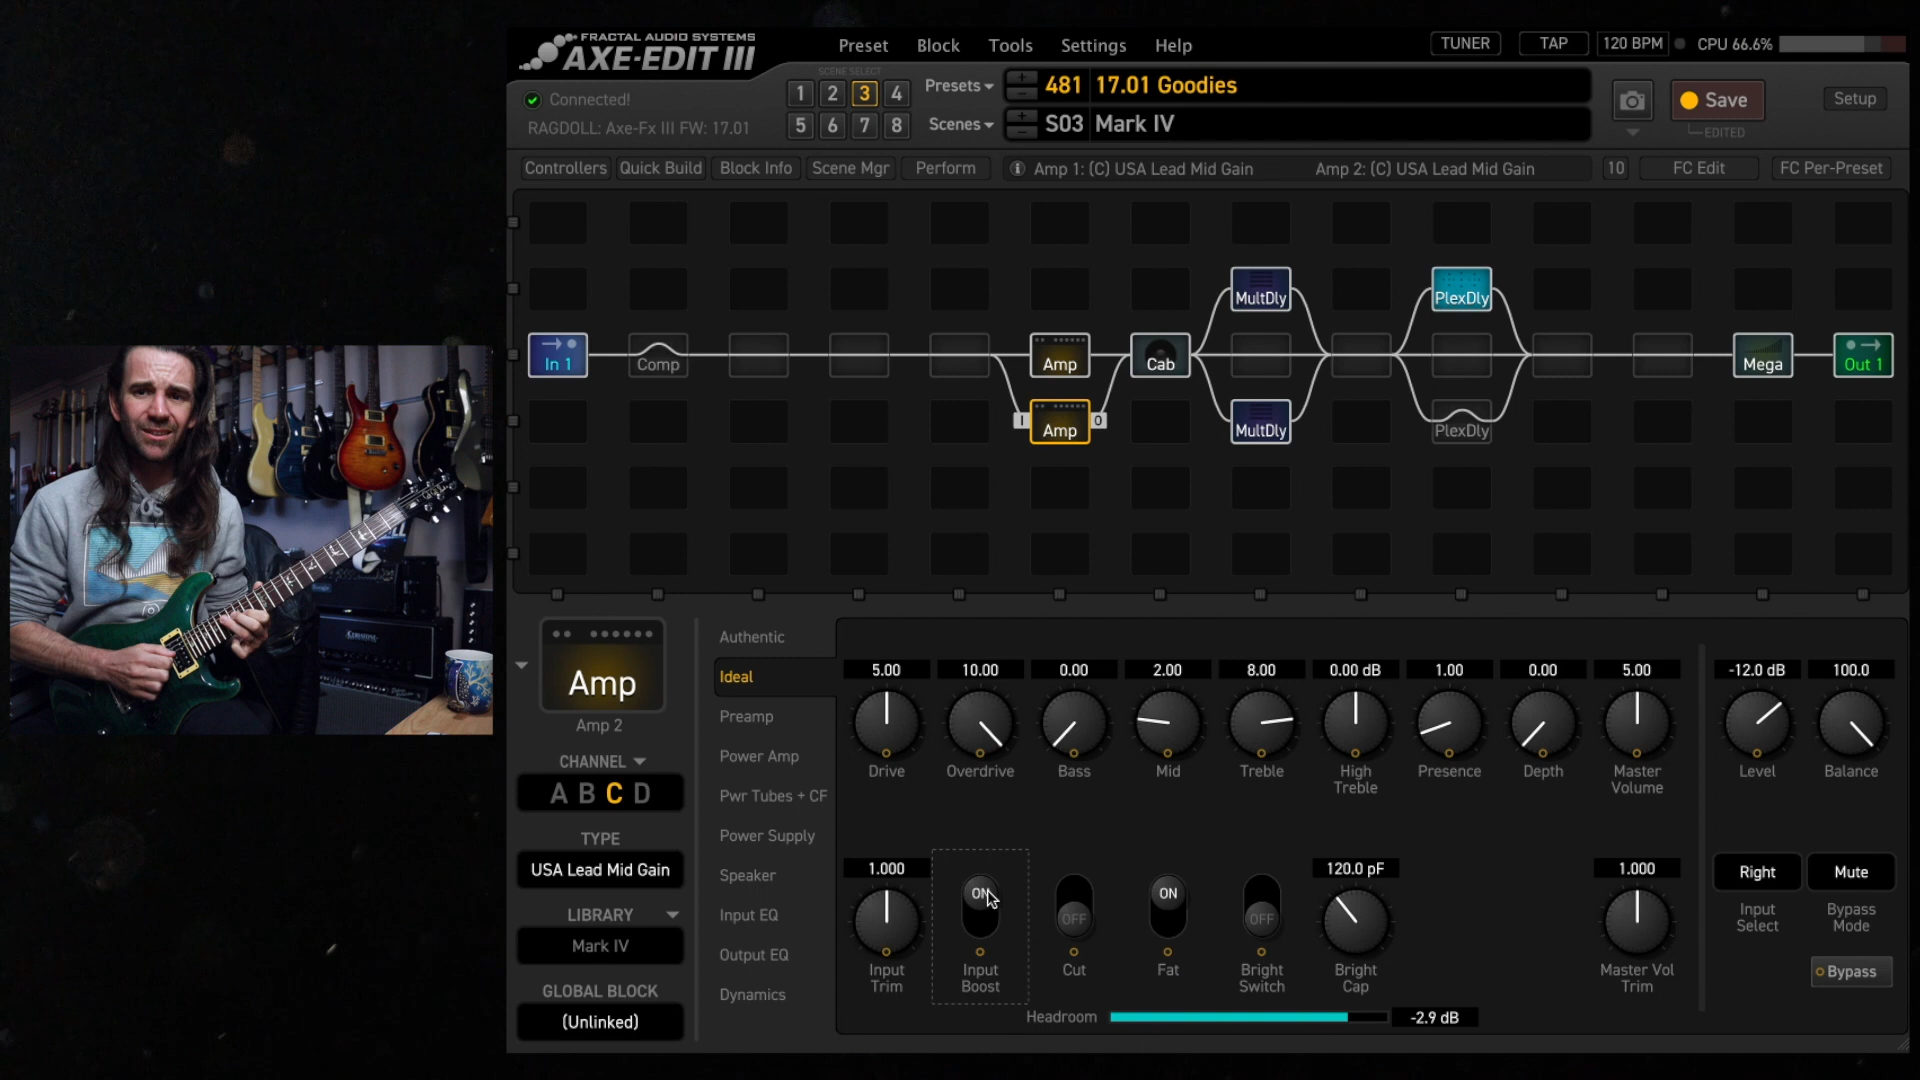 FRACTAL AUDIO SYSTEMS
AXE-EDIT III
Preset Block Tools Settings Help
TUNER TAP 120 BPM CPU 66.6%
SCENE SELECT
1 2 3 4
5 6 7 8
Connected!
RAGDOLL: Axe-Fx III FW: 17.01
Presets 481 17.01 Goodies
Scenes S03 Mark IV
Save
EDITED
Setup
Controllers Quick Build Block Info Scene Mgr Perform Amp 1: (C) USA Lead Mid Gain Amp 2: (C) USA Lead Mid Gain 10 FC Edit FC Per-Preset
MultDly PlexDly
In 1 Comp Amp Cab Mega Out 1
I Amp O MultDly PlexDly
Amp
Amp 2
CHANNEL
A B C D
TYPE
USA Lead Mid Gain
LIBRARY
Mark IV
GLOBAL BLOCK
(Unlinked)
Authentic
Ideal
Preamp
Power Amp
Pwr Tubes + CF
Power Supply
Speaker
Input EQ
Output EQ
Dynamics
5.00 10.00 0.00 2.00 8.00 0.00 dB 1.00 0.00 5.00 -12.0 dB 100.0
Drive Overdrive Bass Mid Treble High Treble Presence Depth Master Volume Level Balance
1.000 ON OFF ON OFF 120.0 pF 1.000 Right Mute
Input Trim Input Boost Cut Fat Bright Switch Bright Cap Master Vol Trim Input Select Bypass Mode
Bypass
Headroom -2.9 dB